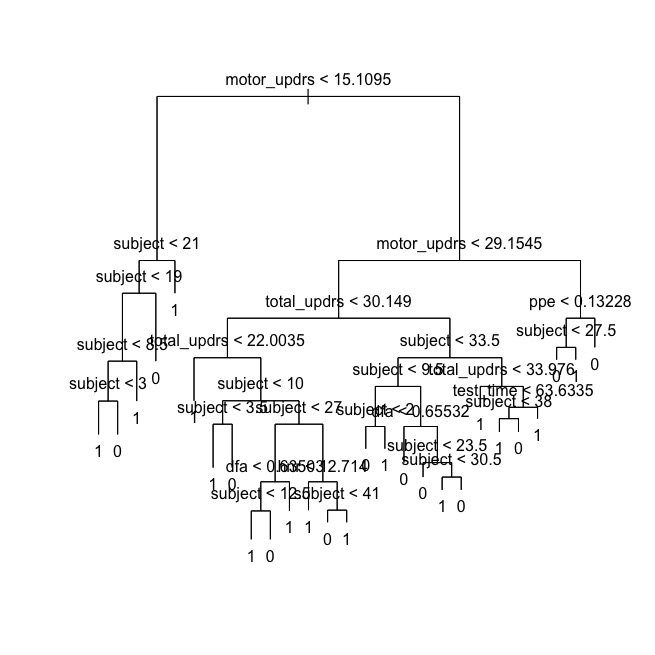 motor_updrs < 15.1095
subject < 21
motor_updrs < 29.1545
subject < 19
total_updrs < 30.149
ppe < 0.13228
1
subject < 27.5
subject < 8.5
total_updrs < 22.0035
subject < 33.5
0
subject < 9.5
total_updrs < 33.976
0
0
1
subject < 3
subject < 10
test_time < 63.6335
subject < 38
1
subject < 3.5
subject < 27
subject < 2
dfa < 0.65532
1
1
1
0
1
0
subject < 23.5
subject < 30.5
dfa < 0.63503
12.714
0
1
0
1
0
subject < 12.5
subject < 41
0
1
0
1
1
0
1
1
0